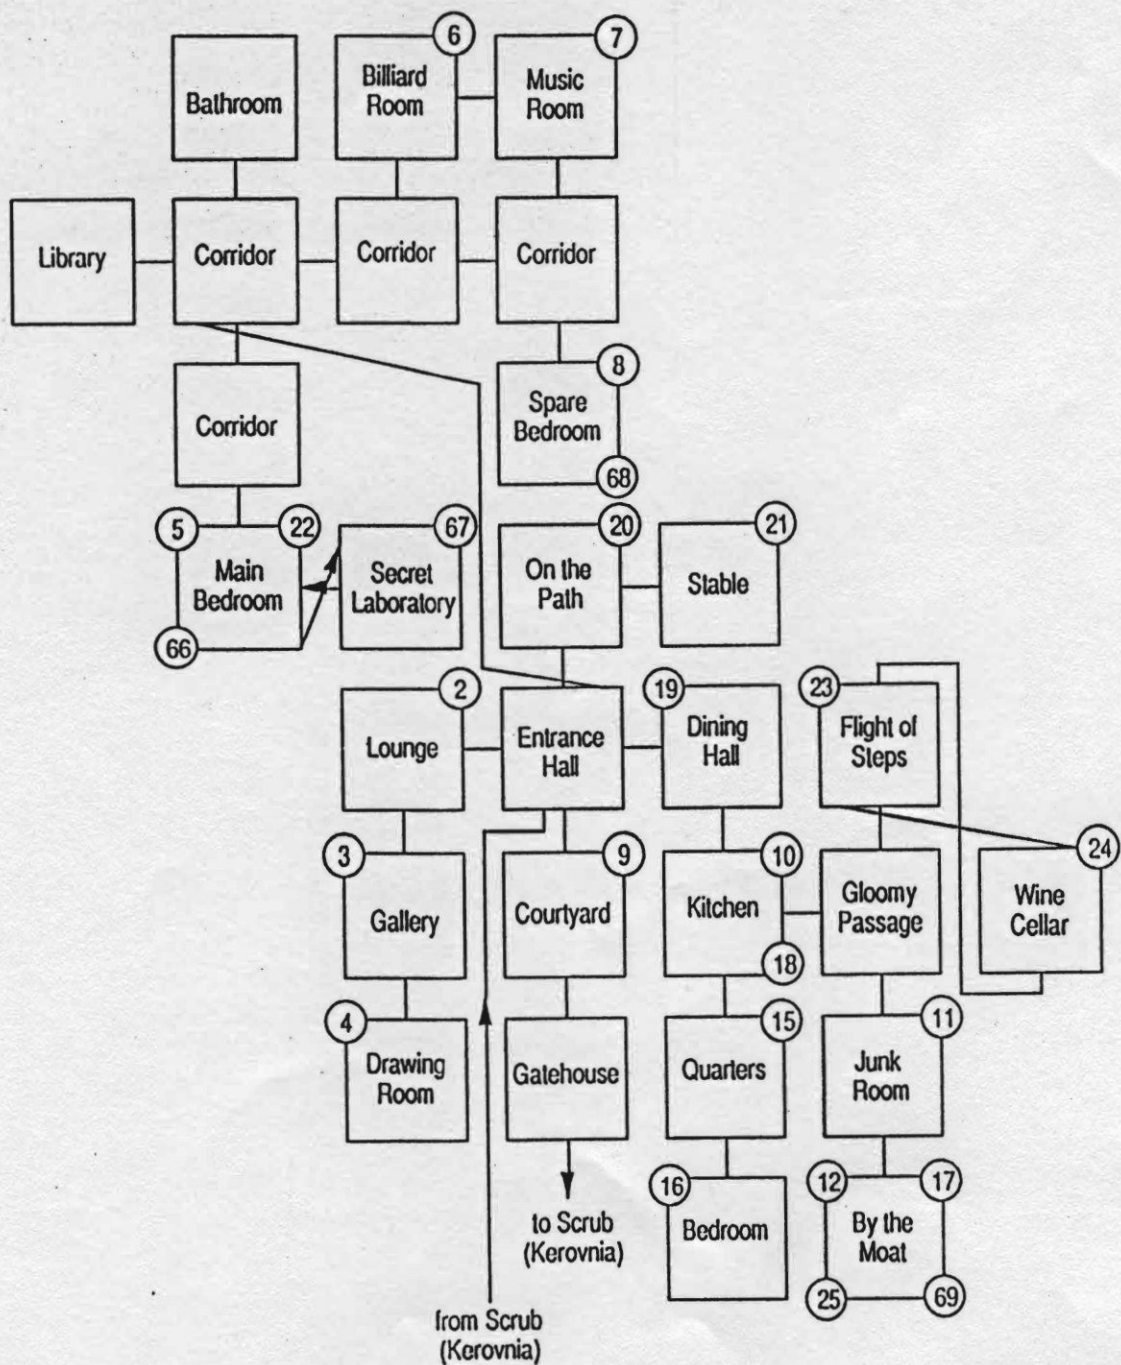 6
7
Bathroom
Billiard
Room
Music
Room
Library
Corridor
Corridor
Corridor
8
Corridor
Spare
Bedroom
68
5
22
67
20
21
Main
Bedroom
Secret
Laboratory
On the
Path
Stable
66
2
19
23
Lounge
Entrance
Hall
Dining
Hall
Flight of
Steps
3
9
10
24
Gallery
Courtyard
Kitchen
Gloomy
Passage
Wine
Cellar
18
4
15
11
Drawing
Room
Gatehouse
Quarters
Junk
Room
16
12
17
to Scrub
(Kerovnia)
Bedroom
By the
Moat
25
69
from Scrub
(Kerovnia)